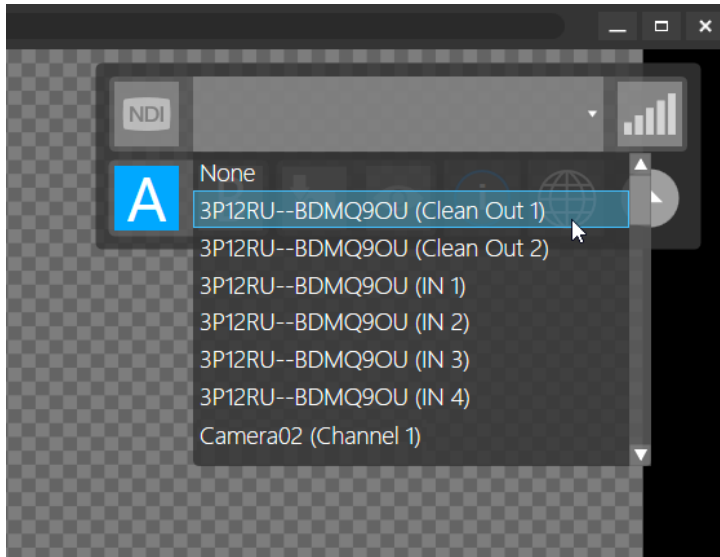 NDI
A
None
3P12RU--BDMQ9OU (Clean Out 1)
3P12RU--BDMQ9OU (Clean Out 2)
3P12RU--BDMQ9OU (IN 1)
3P12RU--BDMQ9OU (IN 2)
3P12RU--BDMQ9OU (IN 3)
3P12RU--BDMQ9OU (IN 4)
Camera02 (Channel 1)